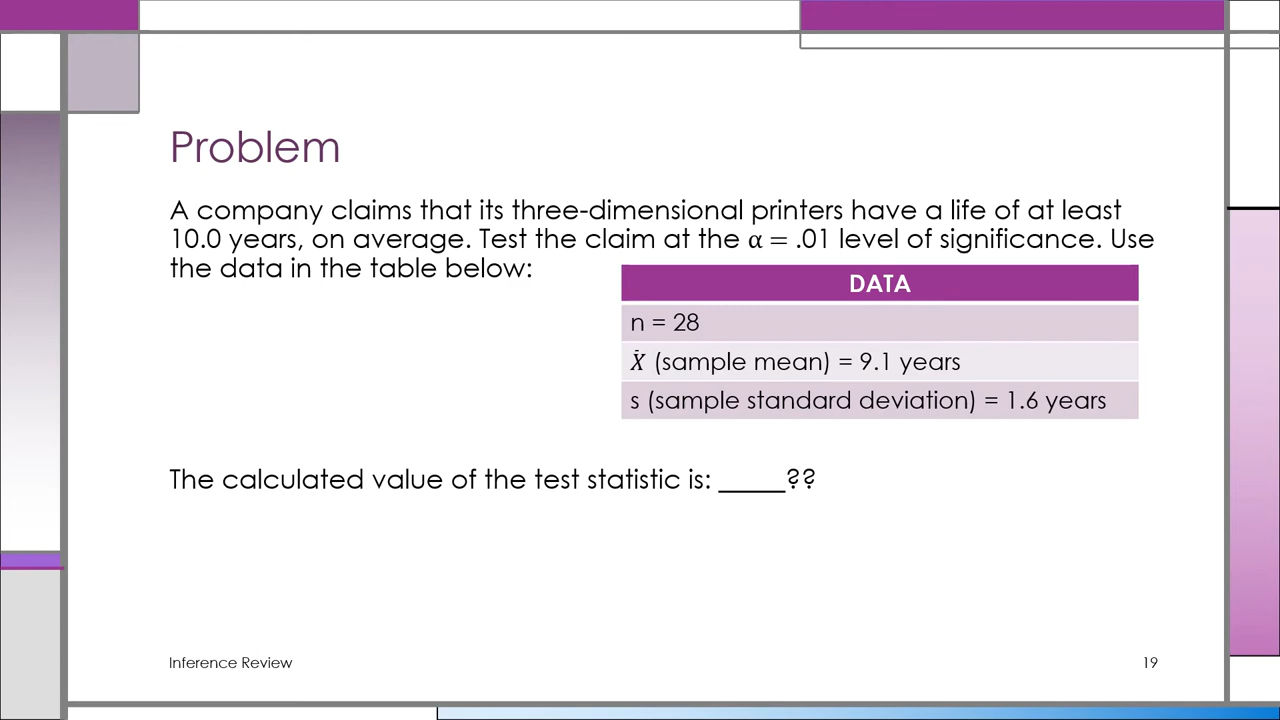 Problem
A company claims that its three-dimensional printers have a life of at least
10.0 years, on average. Test the claim at the α = .01 level of significance. Use
the data in the table below:
DATA
n = 28
X̄ (sample mean) = 9.1 years
s (sample standard deviation) = 1.6 years
The calculated value of the test statistic is: _____??
Inference Review
19